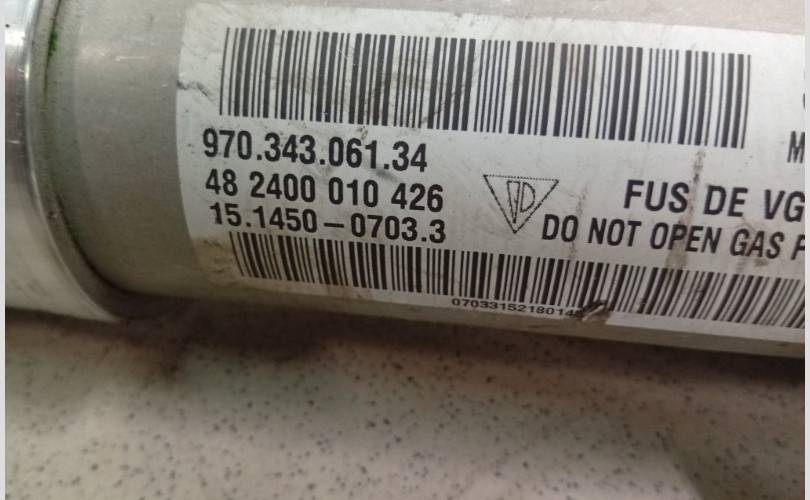 970.343.061.34
48 2400 010 426
15.1450–0703.3
FUS DE VG
DO NOT OPEN GAS